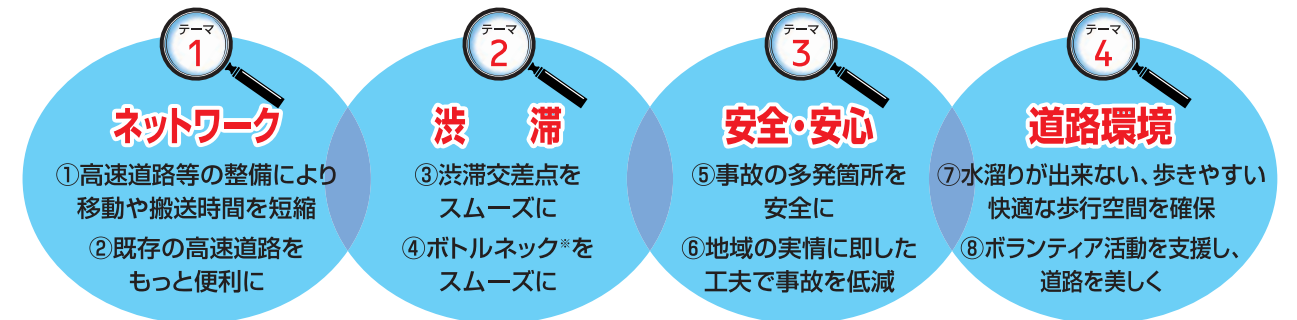 テーマ
1
ネットワーク
①高速道路等の整備により
移動や搬送時間を短縮
②既存の高速道路を
もっと便利に
テーマ
2
渋 滞
③渋滞交差点を
スムーズに
④ボトルネック※を
スムーズに
テーマ
3
安全・安心
⑤事故の多発箇所を
安全に
⑥地域の実情に即した
工夫で事故を低減
テーマ
4
道路環境
⑦水溜りが出来ない、歩きやすい
快適な歩行空間を確保
⑧ボランティア活動を支援し、
道路を美しく